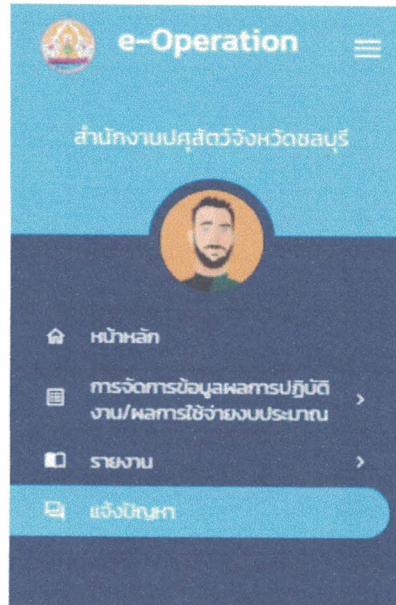 e-Operation
สำนักงานปศุสัตว์จังหวัดชลบุรี
หน้าหลัก
การจัดการข้อมูลผลการปฏิบัติ
งาน/ผลการใช้จ่ายงบประมาณ
รายงาน
แจ้งปัญหา